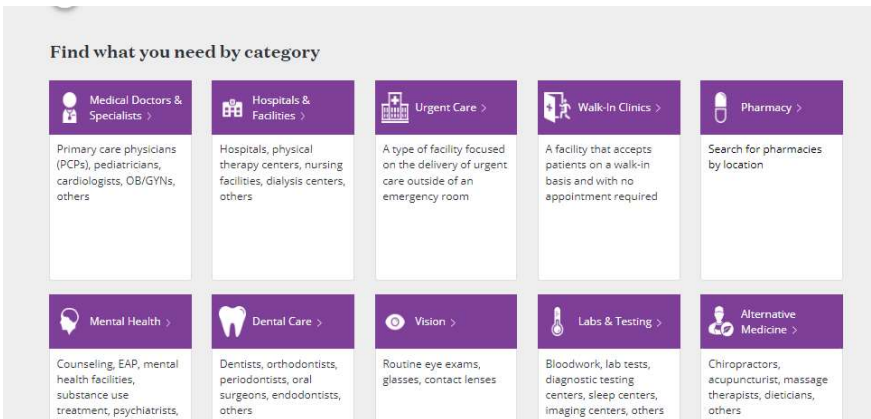 Find what you need by category
Medical Doctors &
Specialists >
Primary care physicians
(PCPs), pediatricians,
cardiologists, OB/GYNs,
others
Hospitals &
Facilities >
Hospitals, physical
therapy centers, nursing
facilities, dialysis centers,
others
Urgent Care >
A type of facility focused
on the delivery of urgent
care outside of an
emergency room
Walk-In Clinics >
A facility that accepts
patients on a walk-in
basis and with no
appointment required
Pharmacy >
Search for pharmacies
by location
Mental Health >
Counseling, EAP, mental
health facilities,
substance use
treatment, psychiatrists,
Dental Care >
Dentists, orthodontists,
periodontists, oral
surgeons, endodontists,
others
Vision >
Routine eye exams,
glasses, contact lenses
Labs & Testing >
Bloodwork, lab tests,
diagnostic testing
centers, sleep centers,
imaging centers, others
Alternative
Medicine >
Chiropractors,
acupuncturist, massage
therapists, dieticians,
others